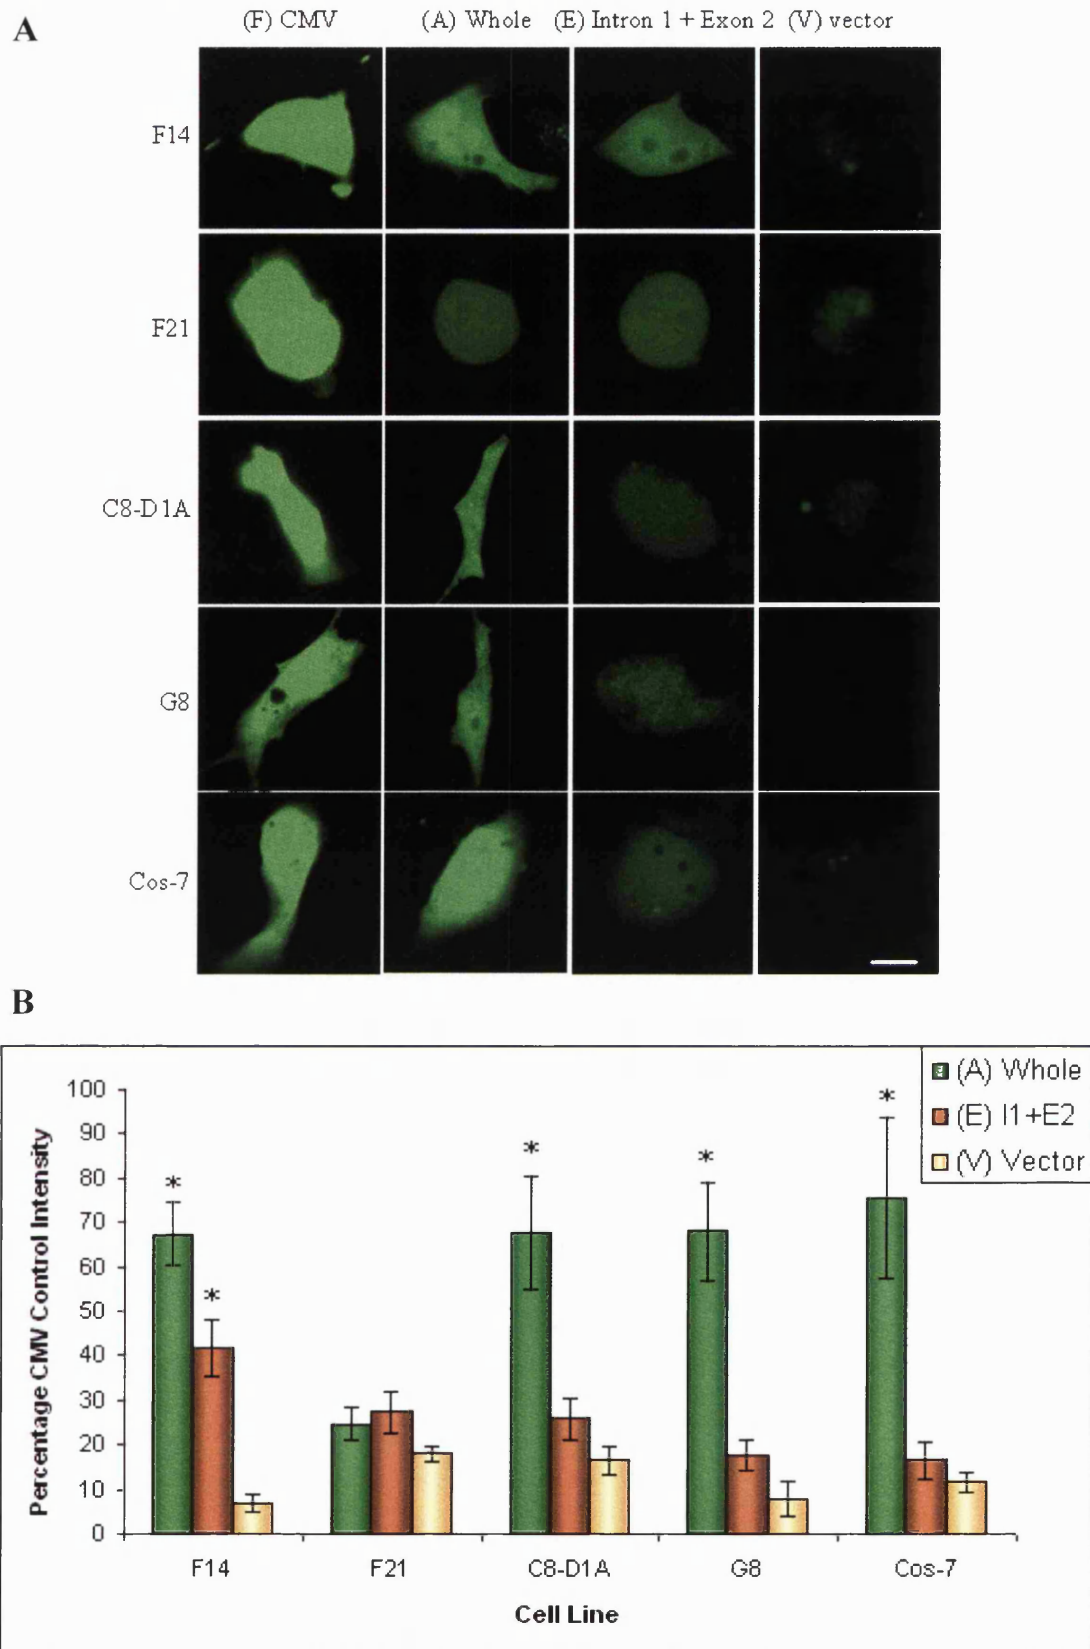 A
(F) CMV (A) Whole (E) Intron 1 + Exon 2 (V) vector
F14
F21
C8-D1A
G8
Cos-7
B
(A) Whole
(E) I1+E2
(V) Vector
Percentage CMV Control Intensity
100
90
80
70
60
50
40
30
20
10
0
* * * * *
F14 F21 C8-D1A G8 Cos-7
Cell Line